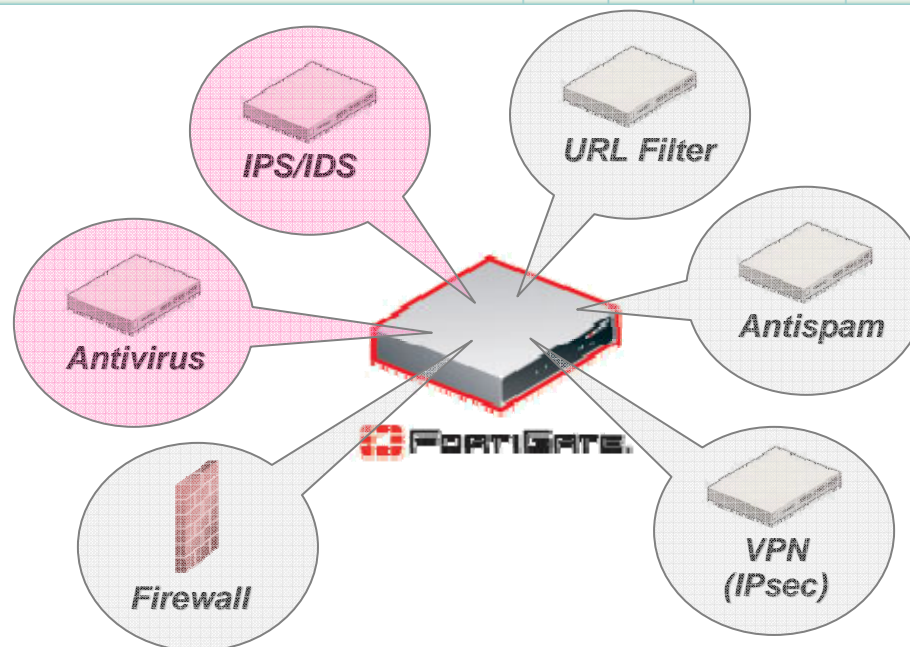 IPS/IDS
URL Filter
Antivirus
Antispam
FORTIGATE.
Firewall
VPN
(IPsec)